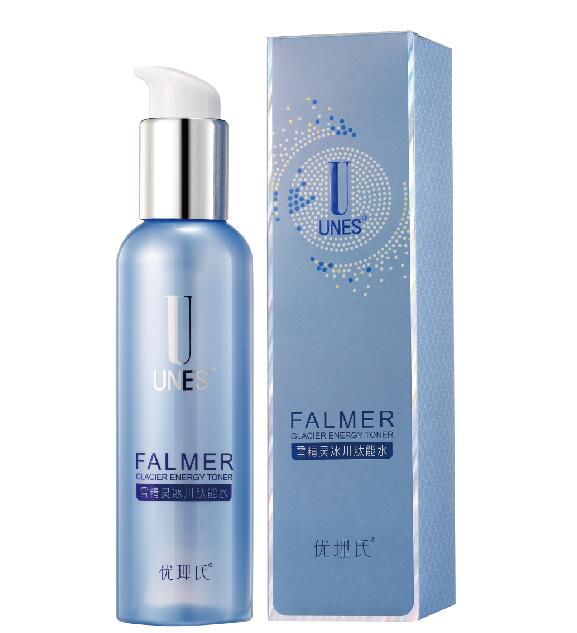 U
UNES
FALMER
GLACIER ENERGY TONER
雪精灵冰川肽能水
优理氏
U
UNES
FALMER
GLACIER ENERGY TONER
雪精灵冰川肽能水
优理氏